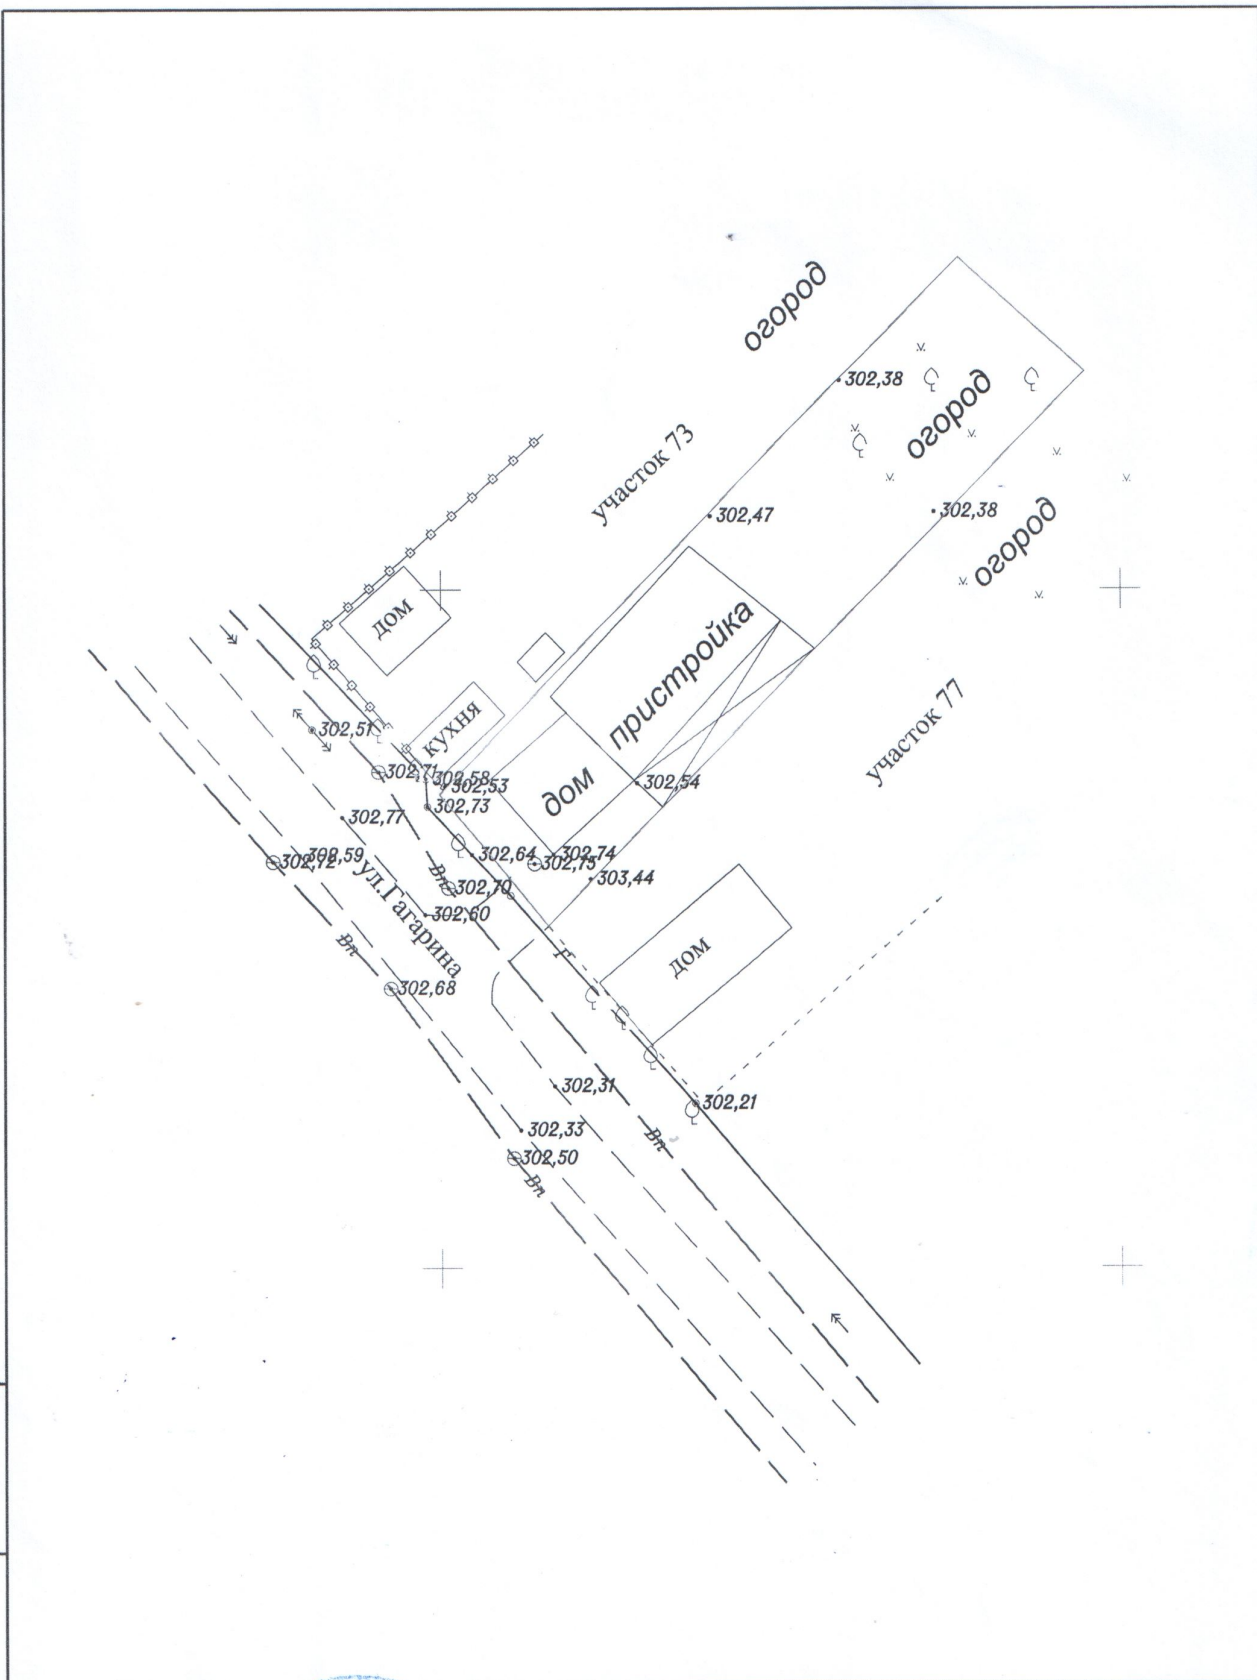 огород
302,38
огород
участок 73
302,47
302,38
огород
дом
пристройка
кухня
302,51
302,71
302,58
302,53
302,54
участок 77
дом
302,73
302,77
302,64
302,74
302,75
302,59
302,72
303,44
Вп
302,70
ул.Гагарина
302,60
Вп
Г
дом
302,68
302,31
302,21
302,33
Вп
302,50
Вп